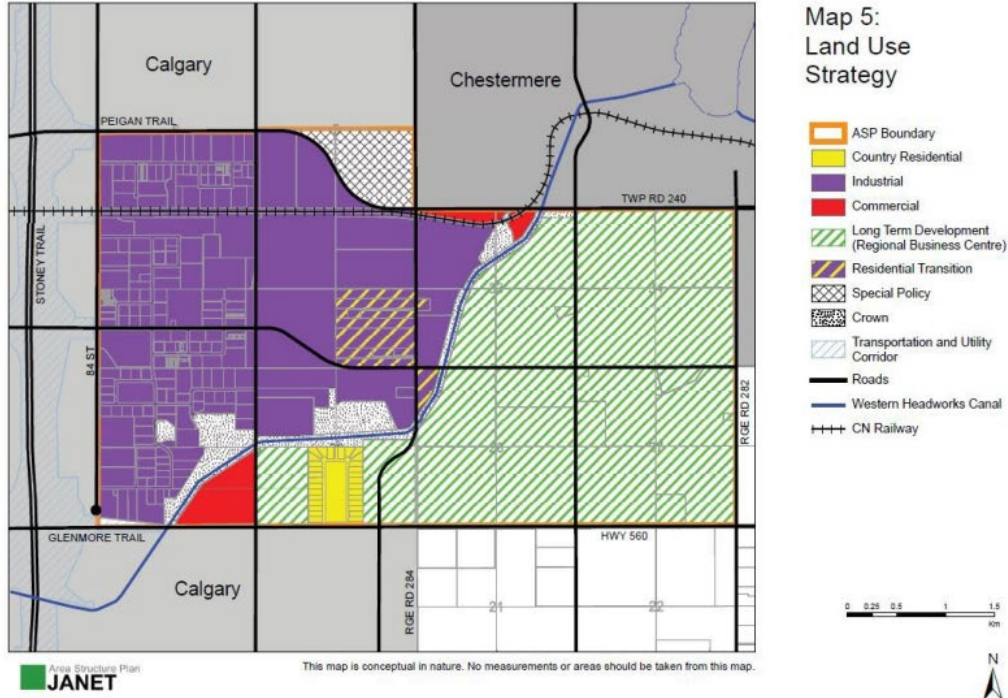 Map 5:
Land Use
Strategy
Calgary
Chestermere
PEIGAN TRAIL
TWP RD 240
STONEY TRAIL
84 ST
RGE RD 282
GLENMORE TRAIL
HWY 560
Calgary
RGE RD 284
21
22
ASP Boundary
Country Residential
Industrial
Commercial
Long Term Development
(Regional Business Centre)
Residential Transition
Special Policy
Crown
Transportation and Utility
Corridor
Roads
Western Headworks Canal
CN Railway
0 0.25 0.5 1 1.5
Km
N
Area Structure Plan
JANET
This map is conceptual in nature. No measurements or areas should be taken from this map.